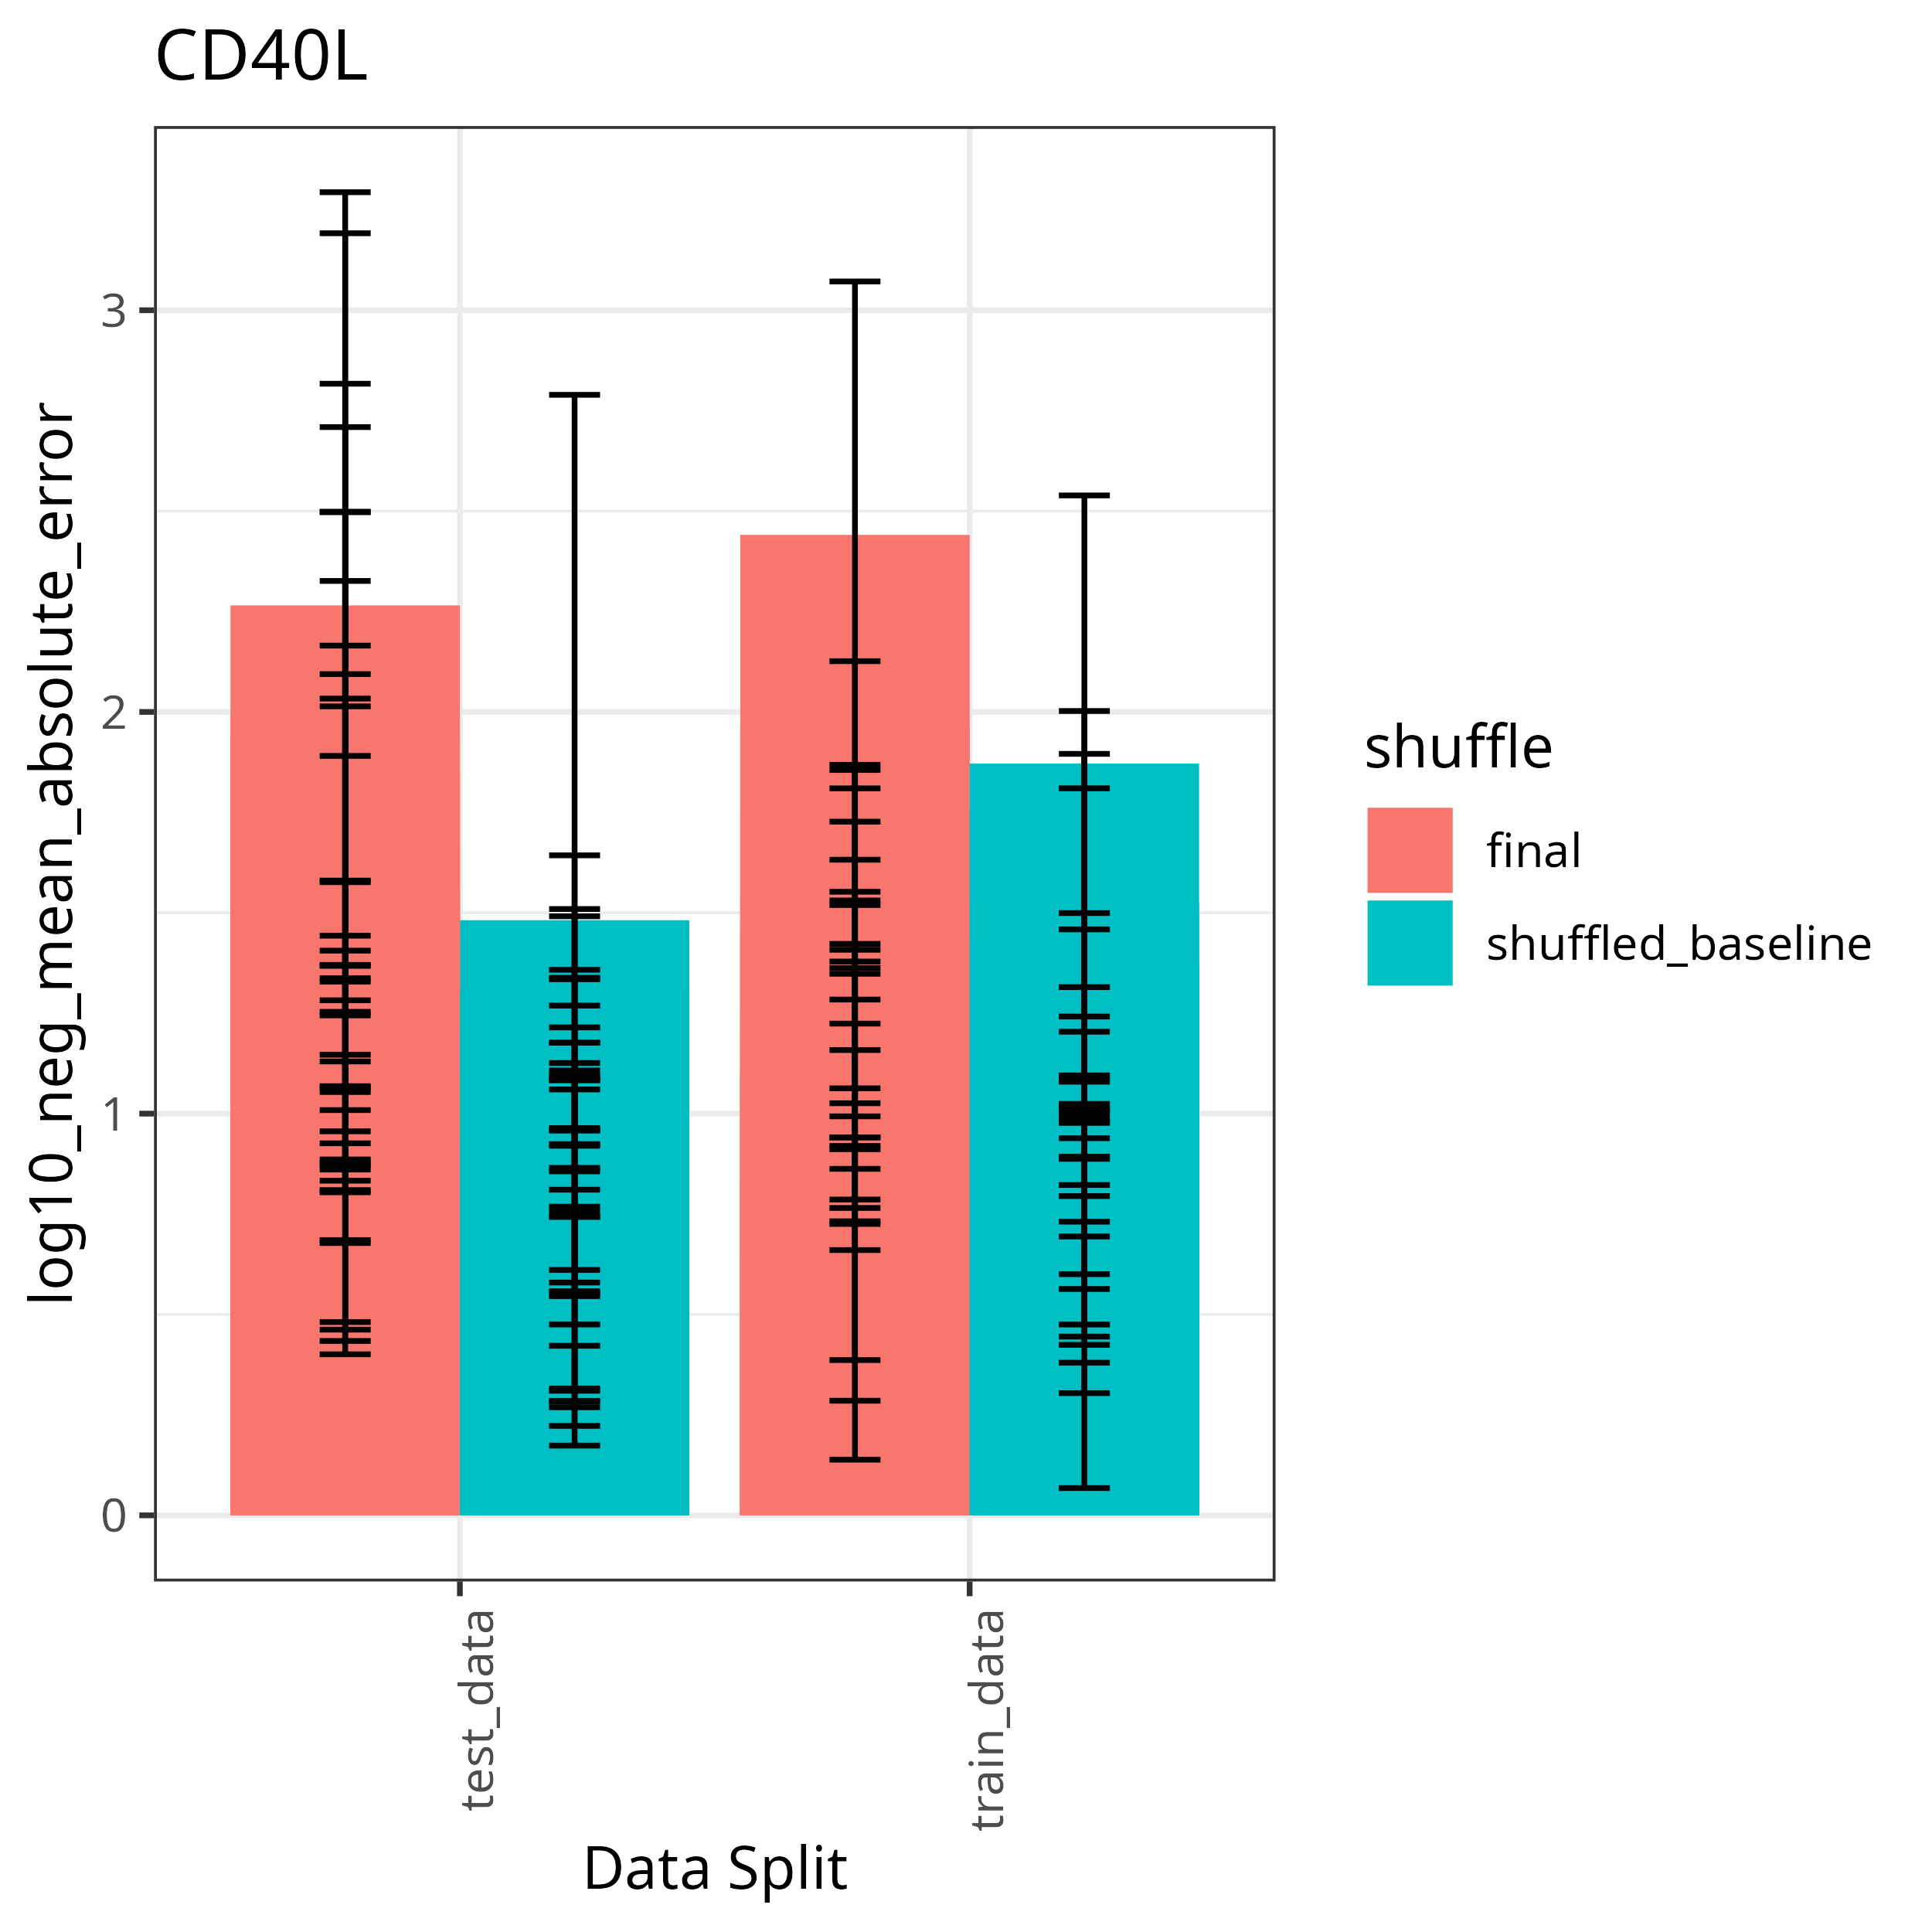 CD40L
log10_neg_mean_absolute_error
3
2
1
0
test_data
train_data
Data Split
shuffle
final
shuffled_baseline